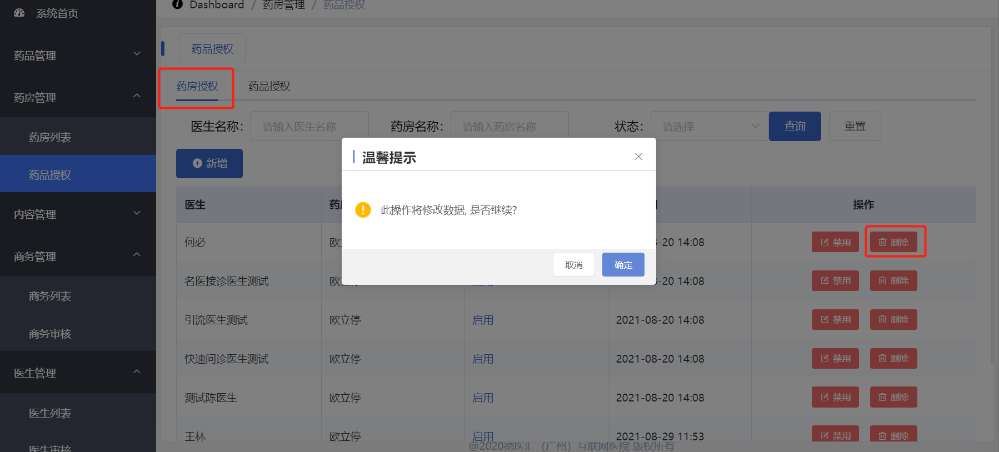 系统首页
药品管理
药房管理
药房列表
药品授权
内容管理
商务管理
商务列表
商务审核
医生管理
医生列表
医生审核
Dashboard / 药房管理 / 药品授权
药品授权
药房授权 药品授权
医生名称: 请输入医生名称 药房名称: 请输入药房名称 状态: 请选择 查询 重置
新增
温馨提示
此操作将修改数据, 是否继续?
取消 确定
医生 操作
何必 欧 -20 14:08 禁用 删除
名医接诊医生测试 欧立停 启用 -20 14:08 禁用 删除
引流医生测试 欧立停 启用 2021-08-20 14:08 禁用 删除
快速问诊医生测试 欧立停 启用 2021-08-20 14:08 禁用 删除
测试陈医生 欧立停 启用 2021-08-20 14:08 禁用 删除
王林 欧立停 启用 2021-08-29 11:53 禁用 删除
@2020德医汇（广州）互联网医院 版权所有